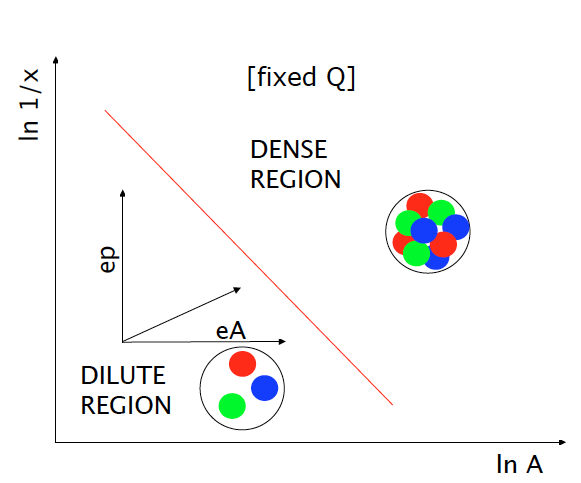 [fixed Q]
ln 1/x
DENSE
REGION
ep
eA
DILUTE
REGION
ln A